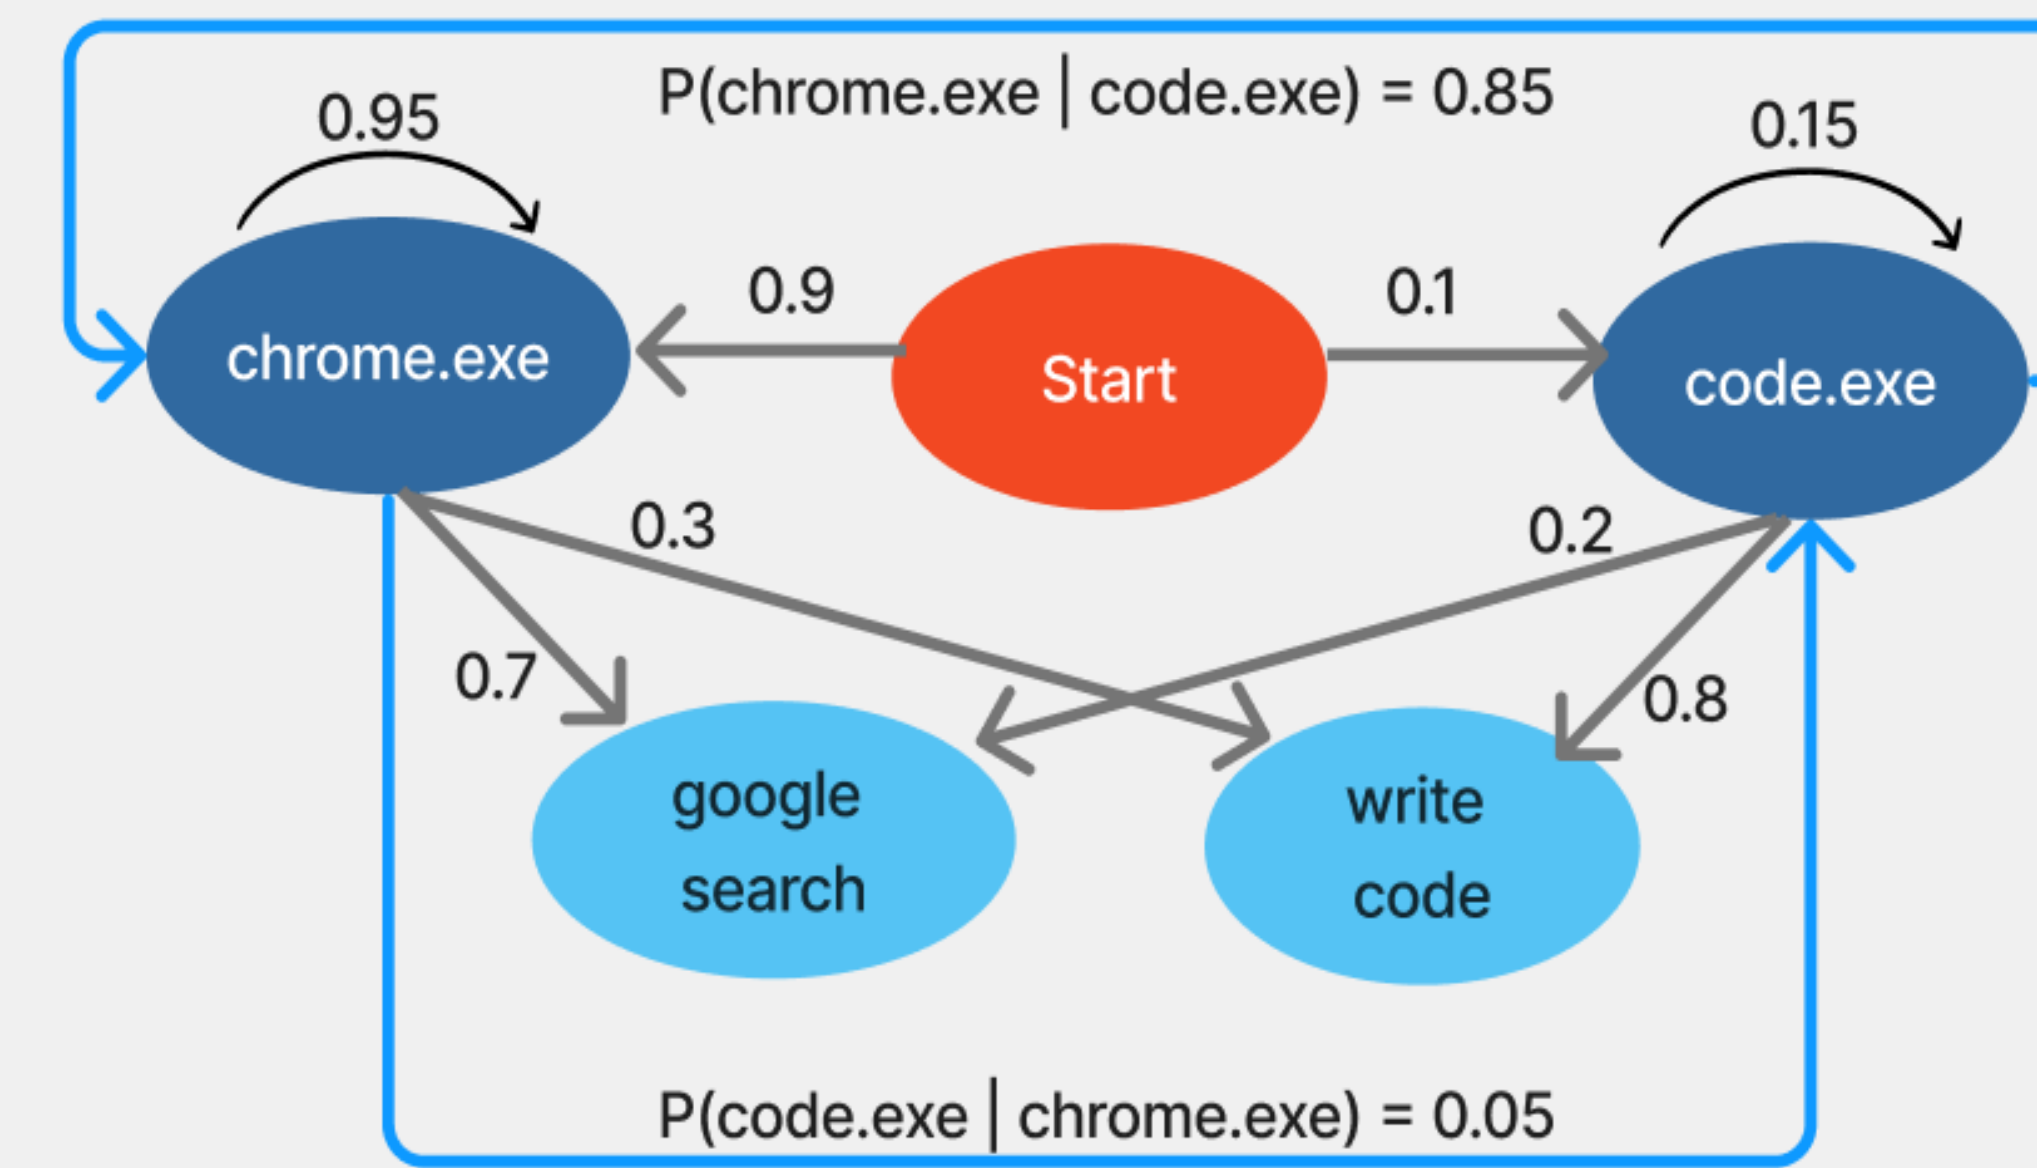 P(chrome.exe | code.exe) = 0.85
0.95
0.15
0.9
0.1
chrome.exe
Start
code.exe
0.3
0.2
0.7
0.8
google
search
write
code
P(code.exe | chrome.exe) = 0.05